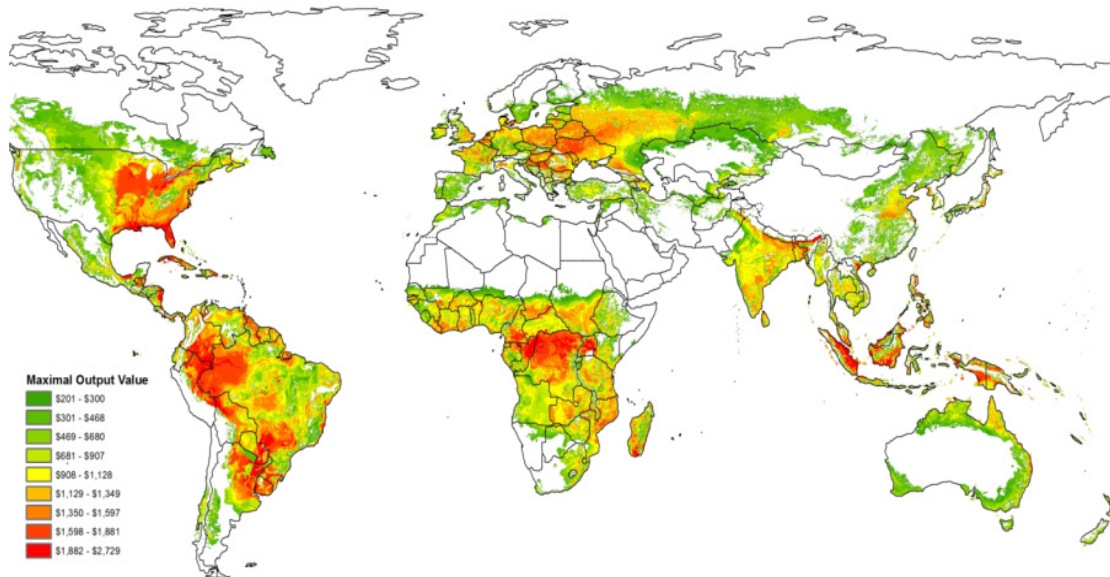 Maximal Output Value
$201 - $300
$301 - $468
$469 - $680
$681 - $907
$908 - $1,128
$1,129 - $1,349
$1,350 - $1,597
$1,598 - $1,881
$1,882 - $2,729